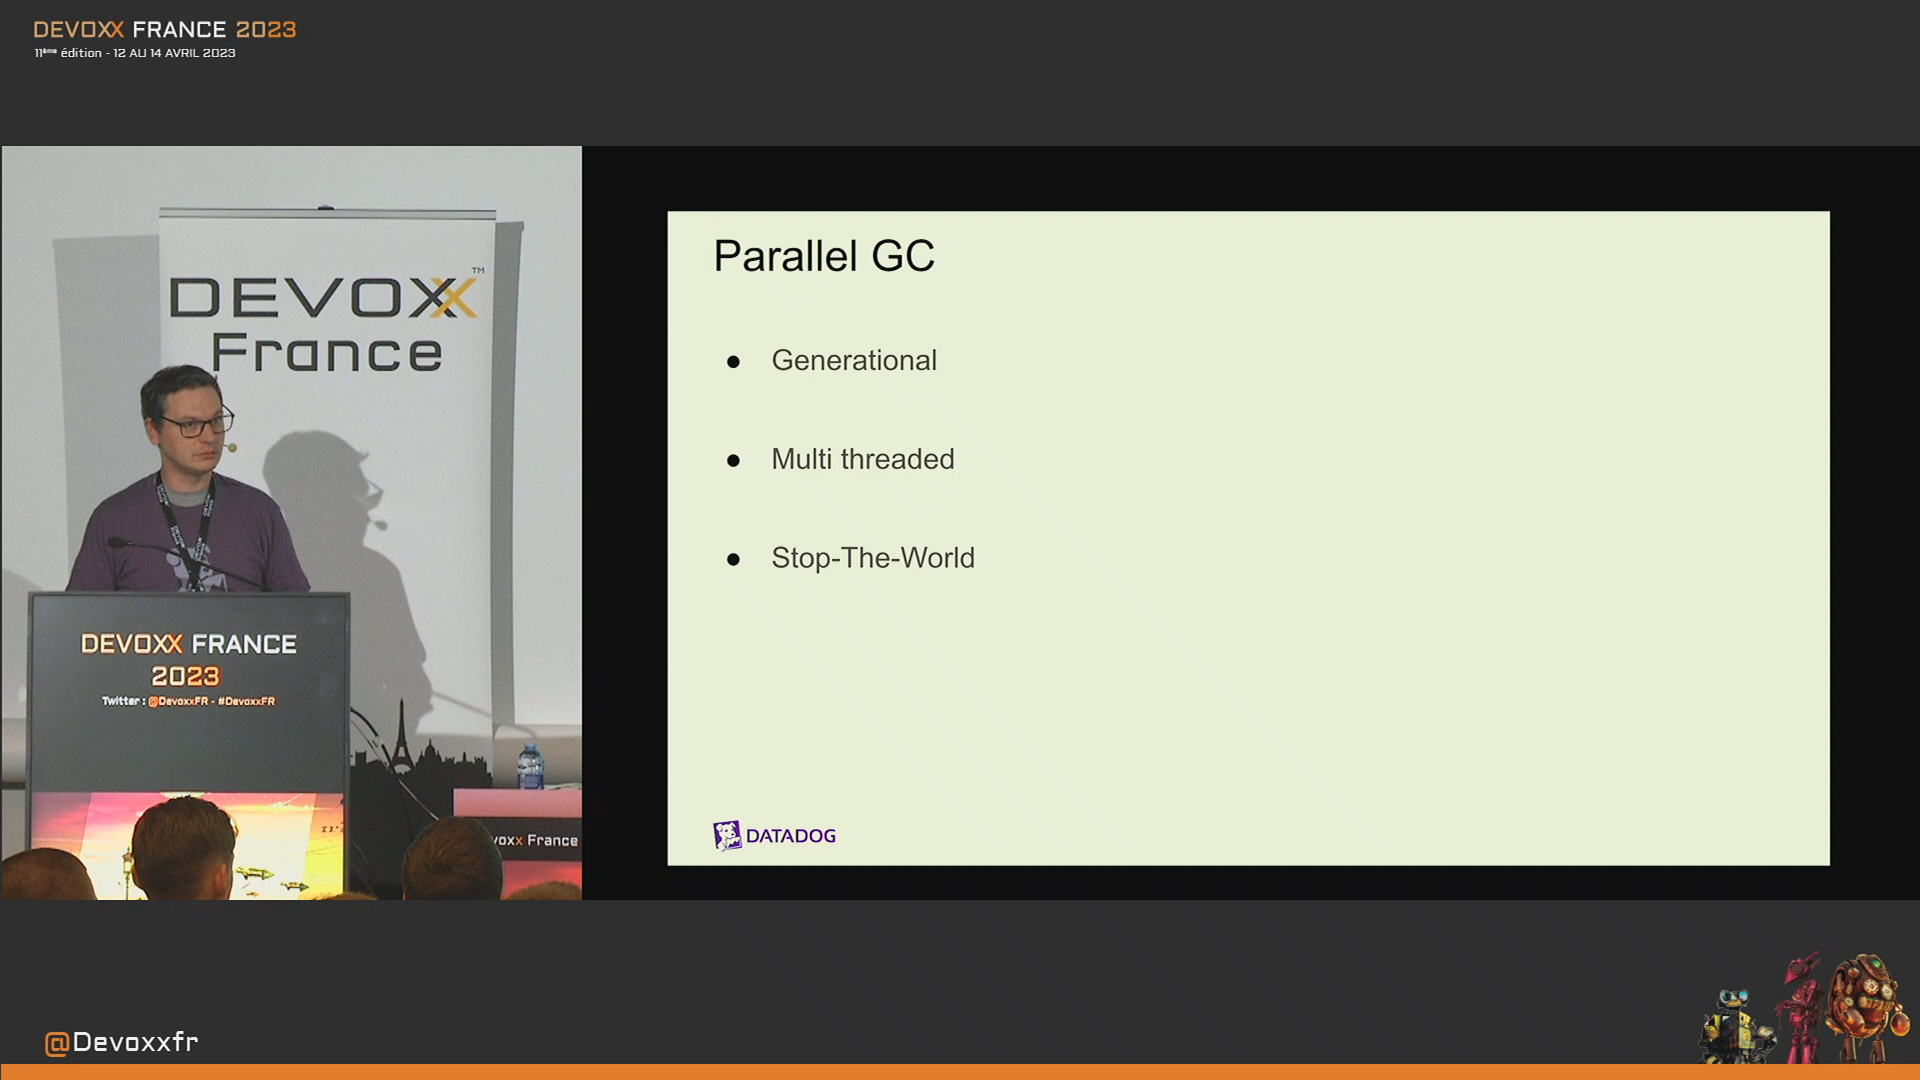 DEVOXX FRANCE 2023
11ème édition - 12 AU 14 AVRIL 2023
DEVOXX™
France
DEVOXX FRANCE
2023
Twitter : @DevoxxFR - #DevoxxFR
voxx France
Parallel GC
● Generational
● Multi threaded
● Stop-The-World
DATADOG
@Devoxxfr